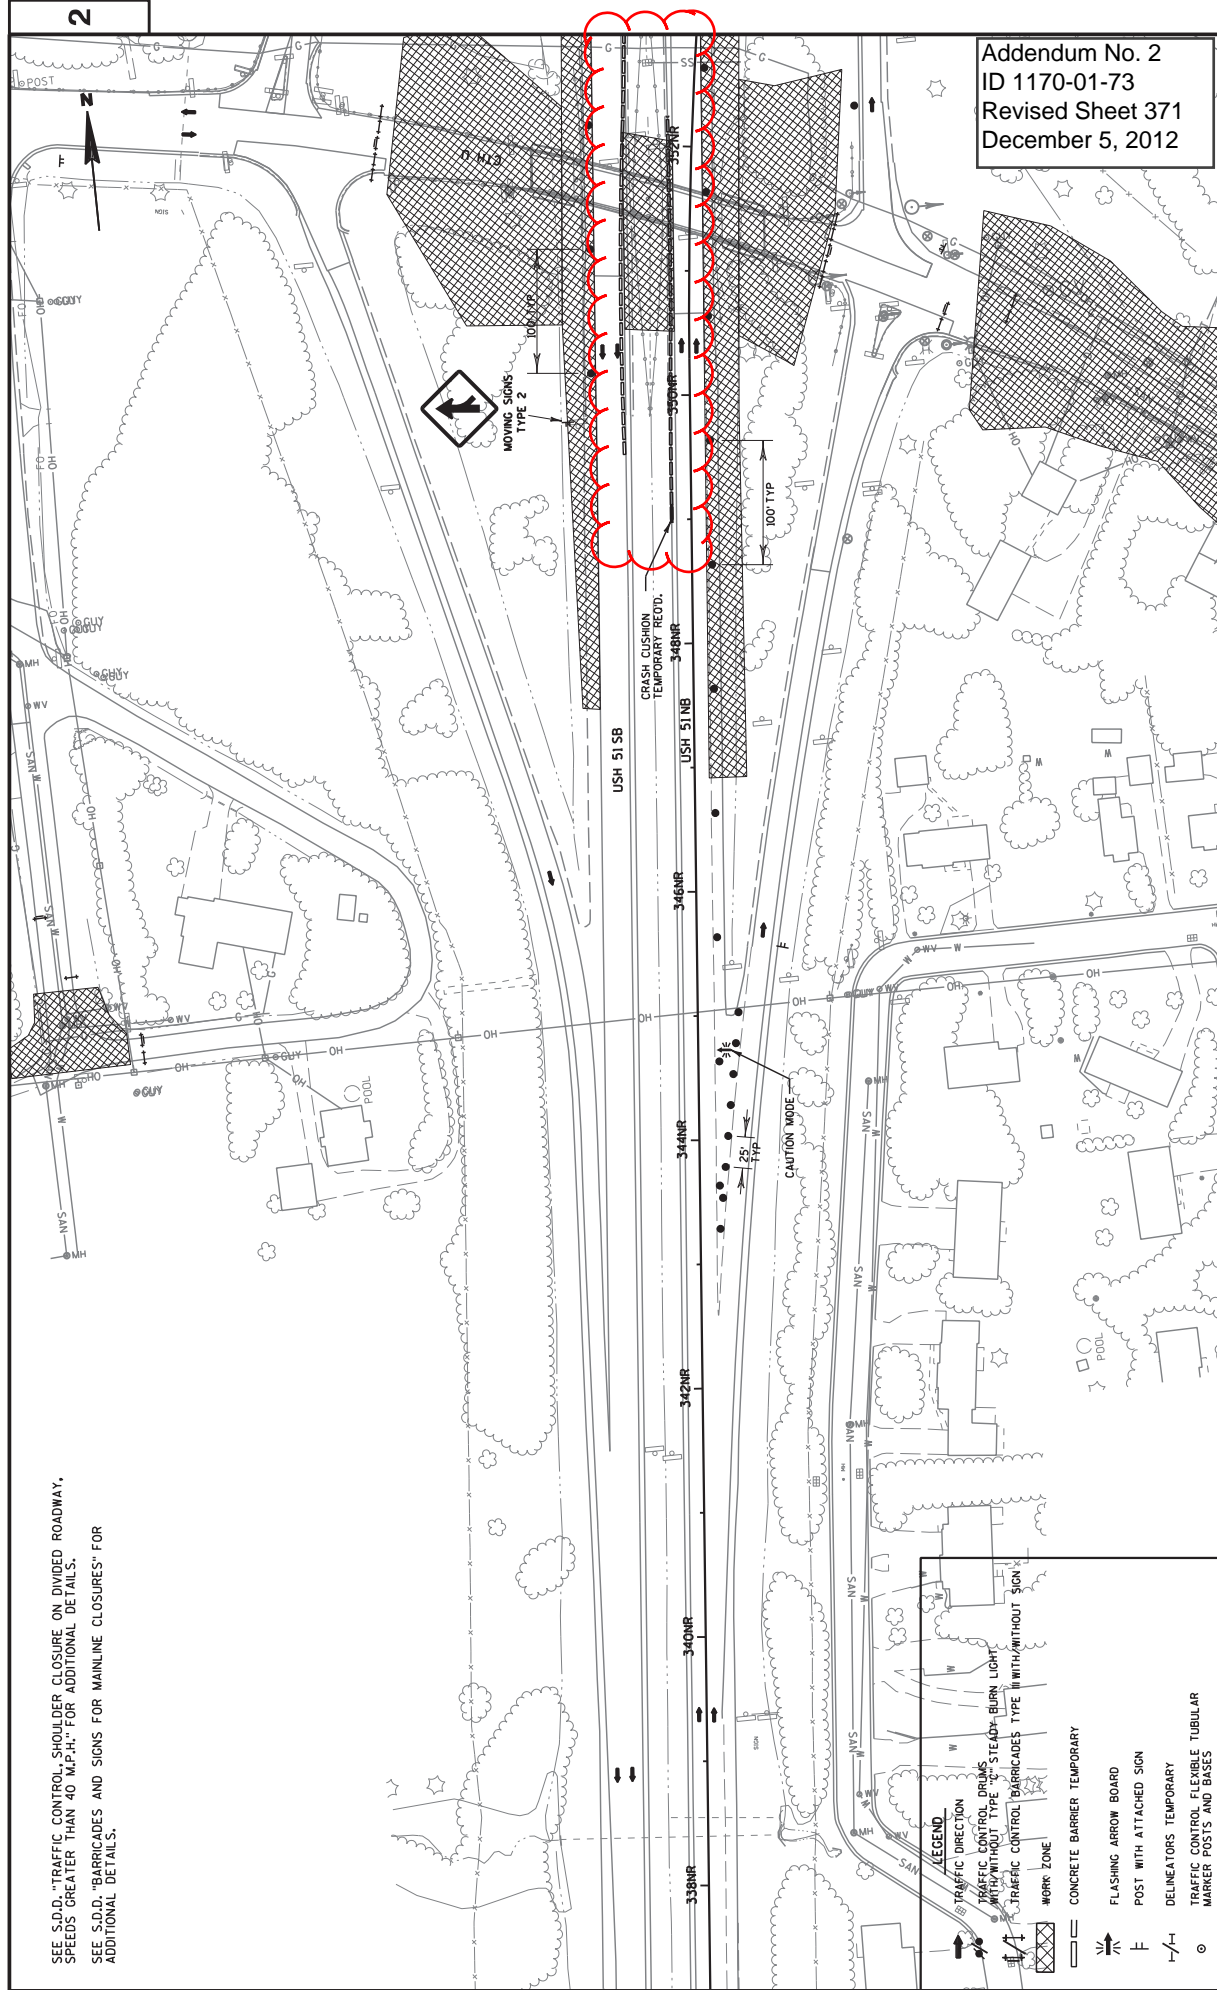 2
Addendum No. 2
ID 1170-01-73
Revised Sheet 371
December 5, 2012
POST
N
SIGN
CTH U
352NR
SS
100' TYP
MOVING SIGNS
TYPE 2
350NR
100' TYP
CRASH CUSHION
TEMPORARY REQ'D.
348NR
USH 51 SB
USH 51 NB
346NR
344NR
25'
TYP
CAUTION MODE
342NR
340NR
338NR
POOL
POOL
GUY
GUY
MH
WV
SAN
W
OH
FO
HO
G
SEE S.D.D. "TRAFFIC CONTROL, SHOULDER CLOSURE ON DIVIDED ROADWAY,
SPEEDS GREATER THAN 40 M.P.H." FOR ADDITIONAL DETAILS.
SEE S.D.D. "BARRICADES AND SIGNS FOR MAINLINE CLOSURES" FOR
ADDITIONAL DETAILS.
LEGEND
TRAFFIC DIRECTION
TRAFFIC CONTROL DRUMS
WITH/WITHOUT TYPE "C" STEADY BURN LIGHT
TRAFFIC CONTROL BARRICADES TYPE III WITH/WITHOUT SIGN
WORK ZONE
CONCRETE BARRIER TEMPORARY
FLASHING ARROW BOARD
POST WITH ATTACHED SIGN
DELINEATORS TEMPORARY
TRAFFIC CONTROL FLEXIBLE TUBULAR
MARKER POSTS AND BASES